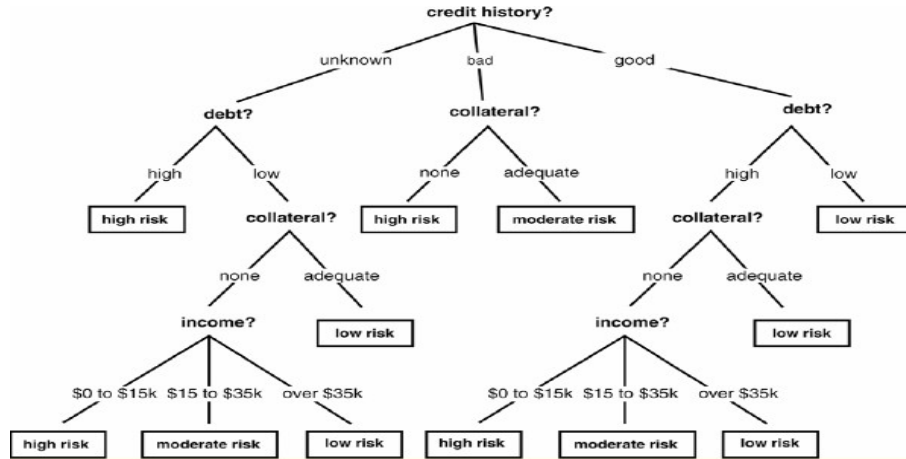 credit history?
unknown bad good
debt? collateral? debt?
high low none adequate high low
high risk collateral? high risk moderate risk collateral? low risk
none adequate none adequate
income? low risk income? low risk
$0 to $15k $15 to $35k over $35k $0 to $15k $15 to $35k over $35k
high risk moderate risk low risk high risk moderate risk low risk